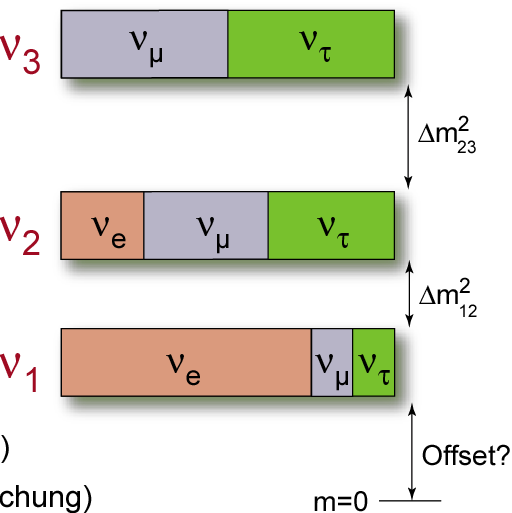 ν3 νμ ντ
Δm²23
ν2 νe νμ ντ
Δm²12
ν1 νe νμ ντ
)
Offset?
chung)
m=0